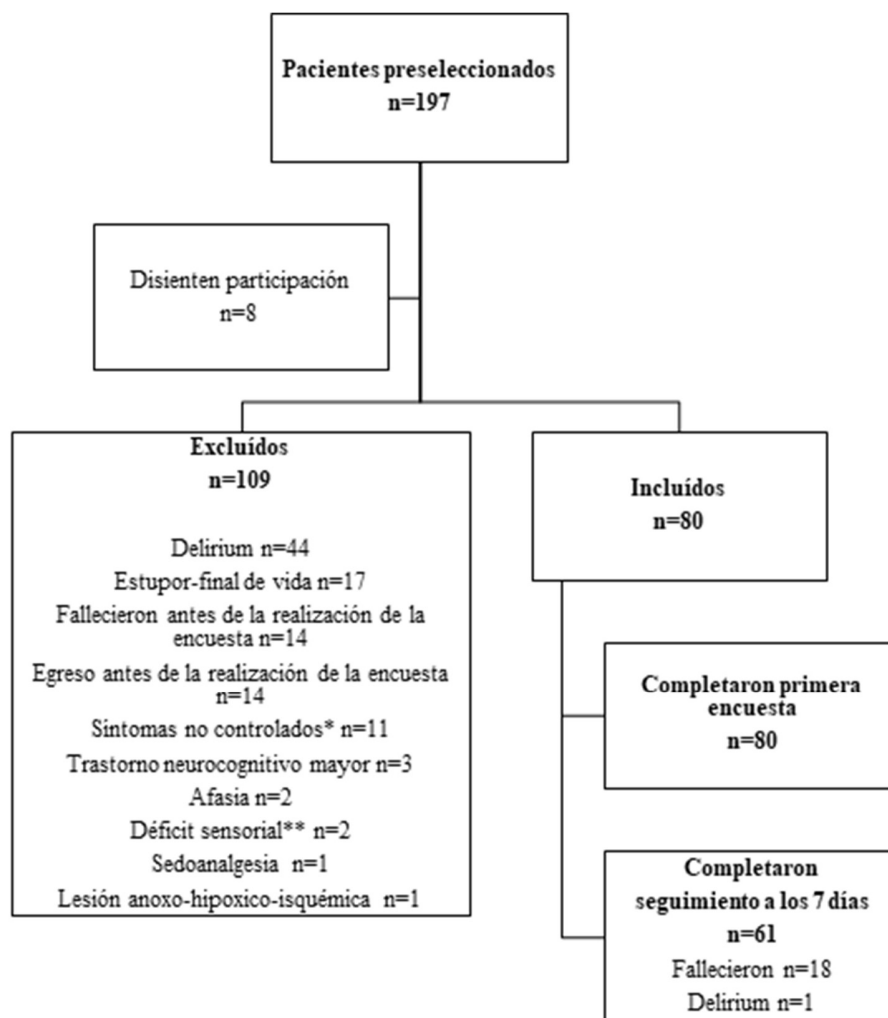 Pacientes preseleccionados
n=197
Disienten participación
n=8
Excluídos
n=109
Delirium n=44
Estupor-final de vida n=17
Fallecieron antes de la realización de la
encuesta n=14
Egreso antes de la realización de la encuesta
n=14
Síntomas no controlados* n=11
Trastorno neurocognitivo mayor n=3
Afasia n=2
Déficit sensorial** n=2
Sedoanalgesia n=1
Lesión anoxo-hipoxico-isquémica n=1
Incluídos
n=80
Completaron primera
encuesta
n=80
Completaron
seguimiento a los 7 días
n=61
Fallecieron n=18
Delirium n=1